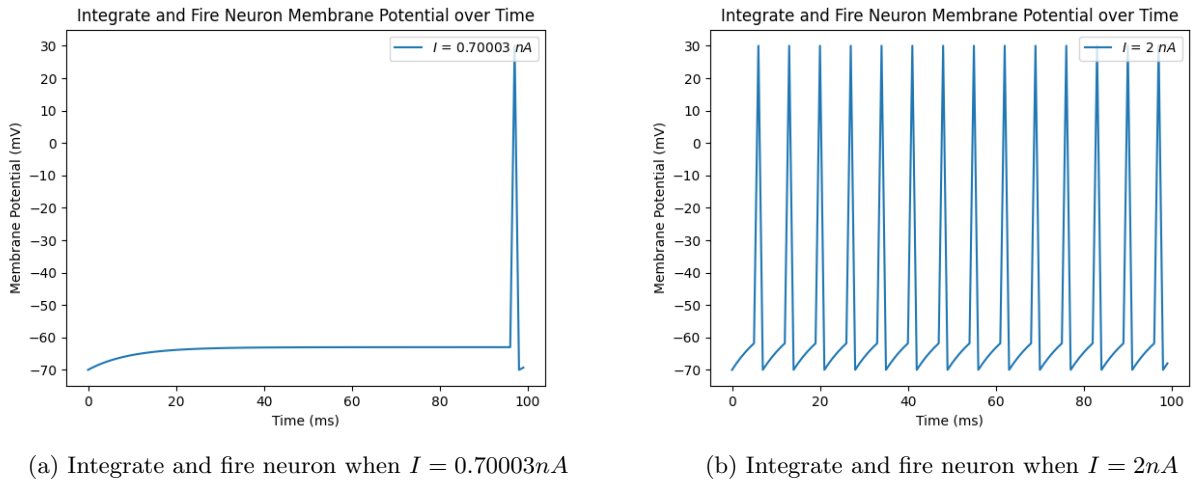 Integrate and Fire Neuron Membrane Potential over Time
I = 0.70003 nA
30
20
10
0
−10
−20
−30
−40
−50
−60
−70
Membrane Potential (mV)
0 20 40 60 80 100
Time (ms)
(a) Integrate and fire neuron when I = 0.70003nA
Integrate and Fire Neuron Membrane Potential over Time
I = 2 nA
30
20
10
0
−10
−20
−30
−40
−50
−60
−70
Membrane Potential (mV)
0 20 40 60 80 100
Time (ms)
(b) Integrate and fire neuron when I = 2nA